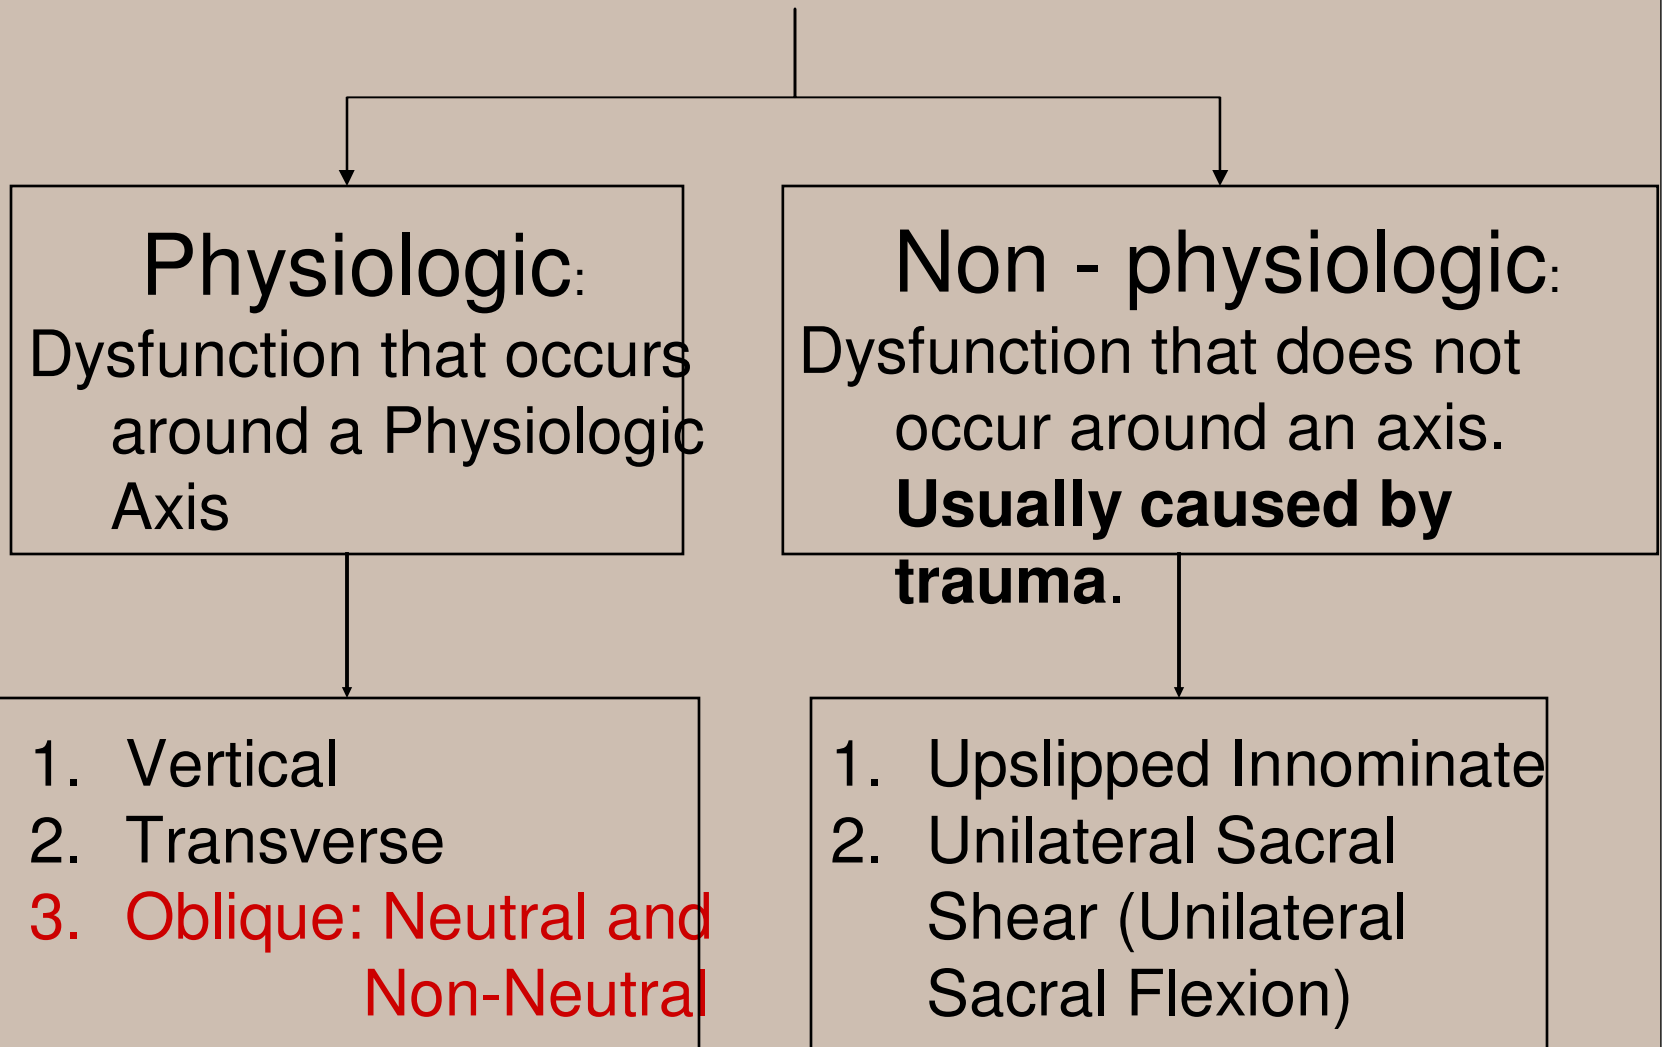 Physiologic:
Dysfunction that occurs
around a Physiologic
Axis
Non - physiologic:
Dysfunction that does not
occur around an axis.
Usually caused by
trauma.
1. Vertical
2. Transverse
3. Oblique: Neutral and
Non-Neutral
1. Upslipped Innominate
2. Unilateral Sacral
Shear (Unilateral
Sacral Flexion)